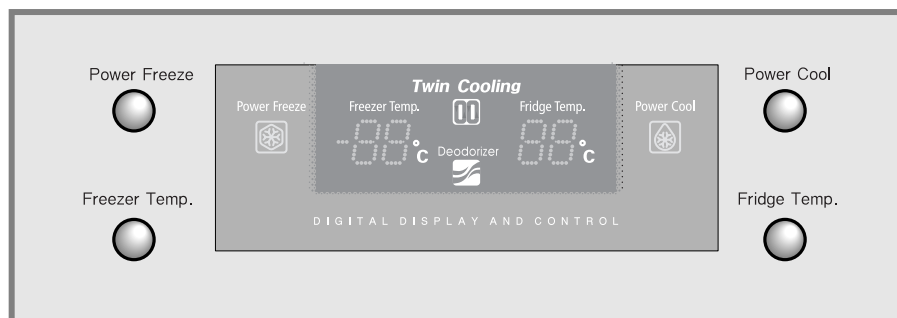 Power Freeze
Power Cool
Twin Cooling
Power Freeze
Freezer Temp.
Fridge Temp.
Power Cool
-88°C
88°C
Deodorizer
Freezer Temp.
Fridge Temp.
DIGITAL DISPLAY AND CONTROL